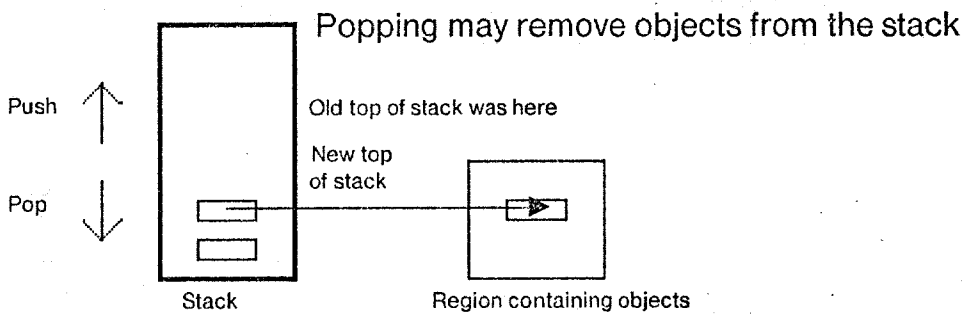 Popping may remove objects from the stack
Push
Old top of stack was here
New top
of stack
Pop
Stack
Region containing objects